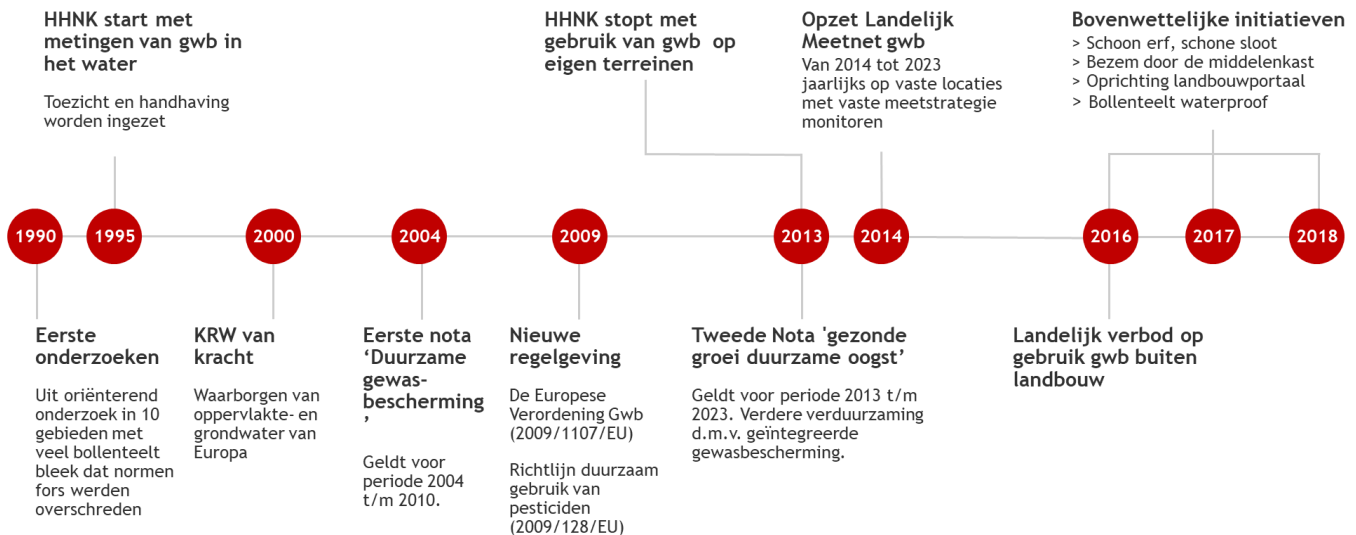 HHNK start met
metingen van gwb in
het water
Toezicht en handhaving
worden ingezet
HHNK stopt met
gebruik van gwb op
eigen terreinen
Opzet Landelijk
Meetnet gwb
Van 2014 tot 2023
jaarlijks op vaste locaties
met vaste meetstrategie
monitoren
Bovenwettelijke initiatieven
> Schoon erf, schone sloot
> Bezem door de middelenkast
> Oprichting landbouwportaal
> Bollenteelt waterproof
1990
1995
2000
2004
2009
2013
2014
2016
2017
2018
Eerste
onderzoeken
Uit oriënterend
onderzoek in 10
gebieden met
veel bollenteelt
bleek dat normen
fors werden
overschreden
KRW van
kracht
Waarborgen van
oppervlakte- en
grondwater van
Europa
Eerste nota
‘Duurzame
gewas-
bescherming
’
Geldt voor
periode 2004
t/m 2010.
Nieuwe
regelgeving
De Europese
Verordening Gwb
(2009/1107/EU)
Richtlijn duurzaam
gebruik van
pesticiden
(2009/128/EU)
Tweede Nota 'gezonde
groei duurzame oogst’
Geldt voor periode 2013 t/m
2023. Verdere verduurzaming
d.m.v. geïntegreerde
gewasbescherming.
Landelijk verbod op
gebruik gwb buiten
landbouw